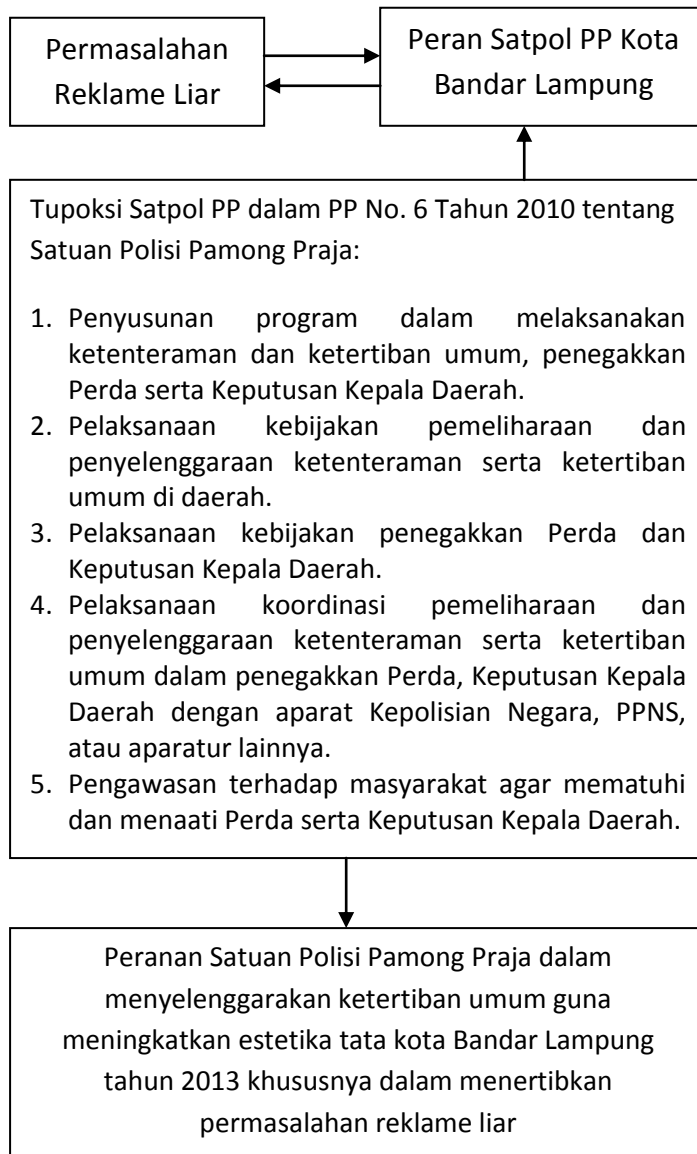 Permasalahan
Reklame Liar
Peran Satpol PP Kota
Bandar Lampung
Tupoksi Satpol PP dalam PP No. 6 Tahun 2010 tentang
Satuan Polisi Pamong Praja:
1. Penyusunan program dalam melaksanakan
ketenteraman dan ketertiban umum, penegakkan
Perda serta Keputusan Kepala Daerah.
2. Pelaksanaan kebijakan pemeliharaan dan
penyelenggaraan ketenteraman serta ketertiban
umum di daerah.
3. Pelaksanaan kebijakan penegakkan Perda dan
Keputusan Kepala Daerah.
4. Pelaksanaan koordinasi pemeliharaan dan
penyelenggaraan ketenteraman serta ketertiban
umum dalam penegakkan Perda, Keputusan Kepala
Daerah dengan aparat Kepolisian Negara, PPNS,
atau aparatur lainnya.
5. Pengawasan terhadap masyarakat agar mematuhi
dan menaati Perda serta Keputusan Kepala Daerah.
Peranan Satuan Polisi Pamong Praja dalam
menyelenggarakan ketertiban umum guna
meningkatkan estetika tata kota Bandar Lampung
tahun 2013 khususnya dalam menertibkan
permasalahan reklame liar